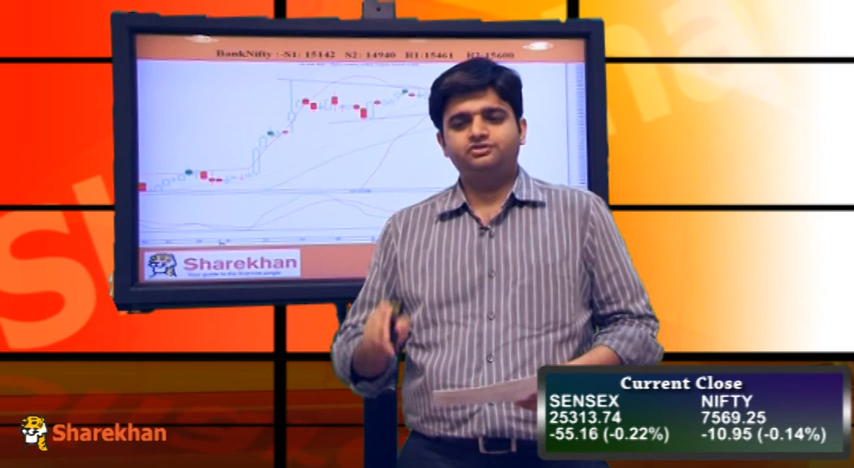 BankNifty :-S1: 15142 S2: 14940 R1:15461 R2:15600
Sharekhan
Your guide to the financial jungle
Sharekhan
Current Close
SENSEX NIFTY
25313.74 7569.25
-55.16 (-0.22%) -10.95 (-0.14%)